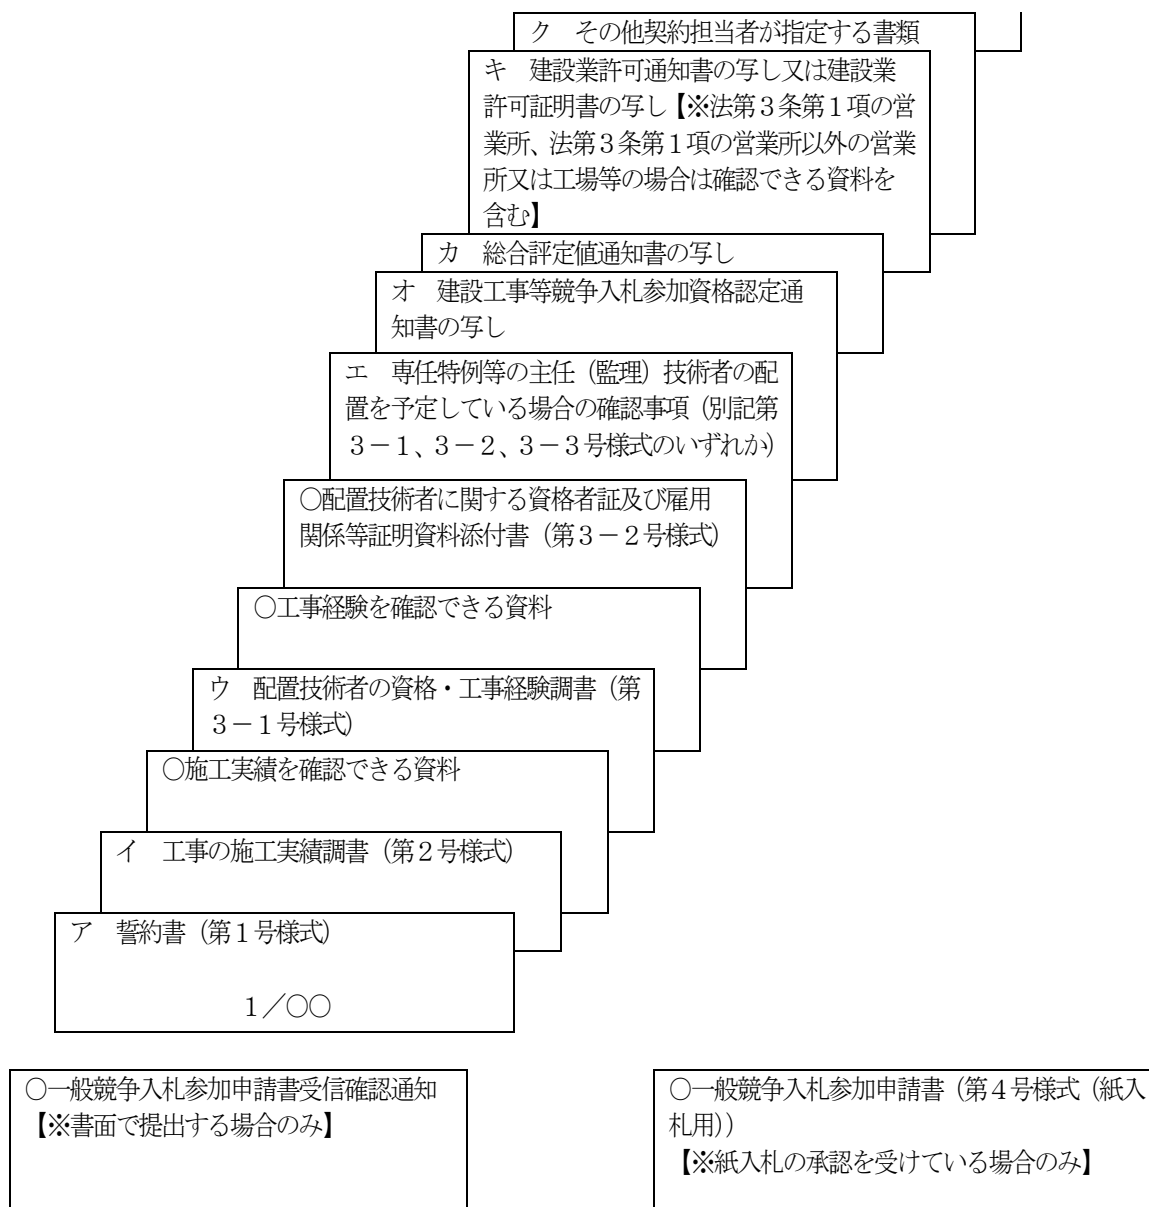 ク　その他契約担当者が指定する書類
キ　建設業許可通知書の写し又は建設業
許可証明書の写し【※法第３条第１項の営
業所、法第３条第１項の営業所以外の営業
所又は工場等の場合は確認できる資料を
含む】
カ　総合評定値通知書の写し
オ　建設工事等競争入札参加資格認定通
知書の写し
エ　専任特例等の主任（監理）技術者の配
置を予定している場合の確認事項（別記第
３－１、３－２、３－３号様式のいずれか）
○配置技術者に関する資格者証及び雇用
関係等証明資料添付書（第３－２号様式）
○工事経験を確認できる資料
ウ　配置技術者の資格・工事経験調書（第
３－１号様式）
○施工実績を確認できる資料
イ　工事の施工実績調書（第２号様式）
ア　誓約書（第１号様式）
１／○○
○一般競争入札参加申請書受信確認通知
【※書面で提出する場合のみ】
○一般競争入札参加申請書（第４号様式（紙入
札用））
【※紙入札の承認を受けている場合のみ】